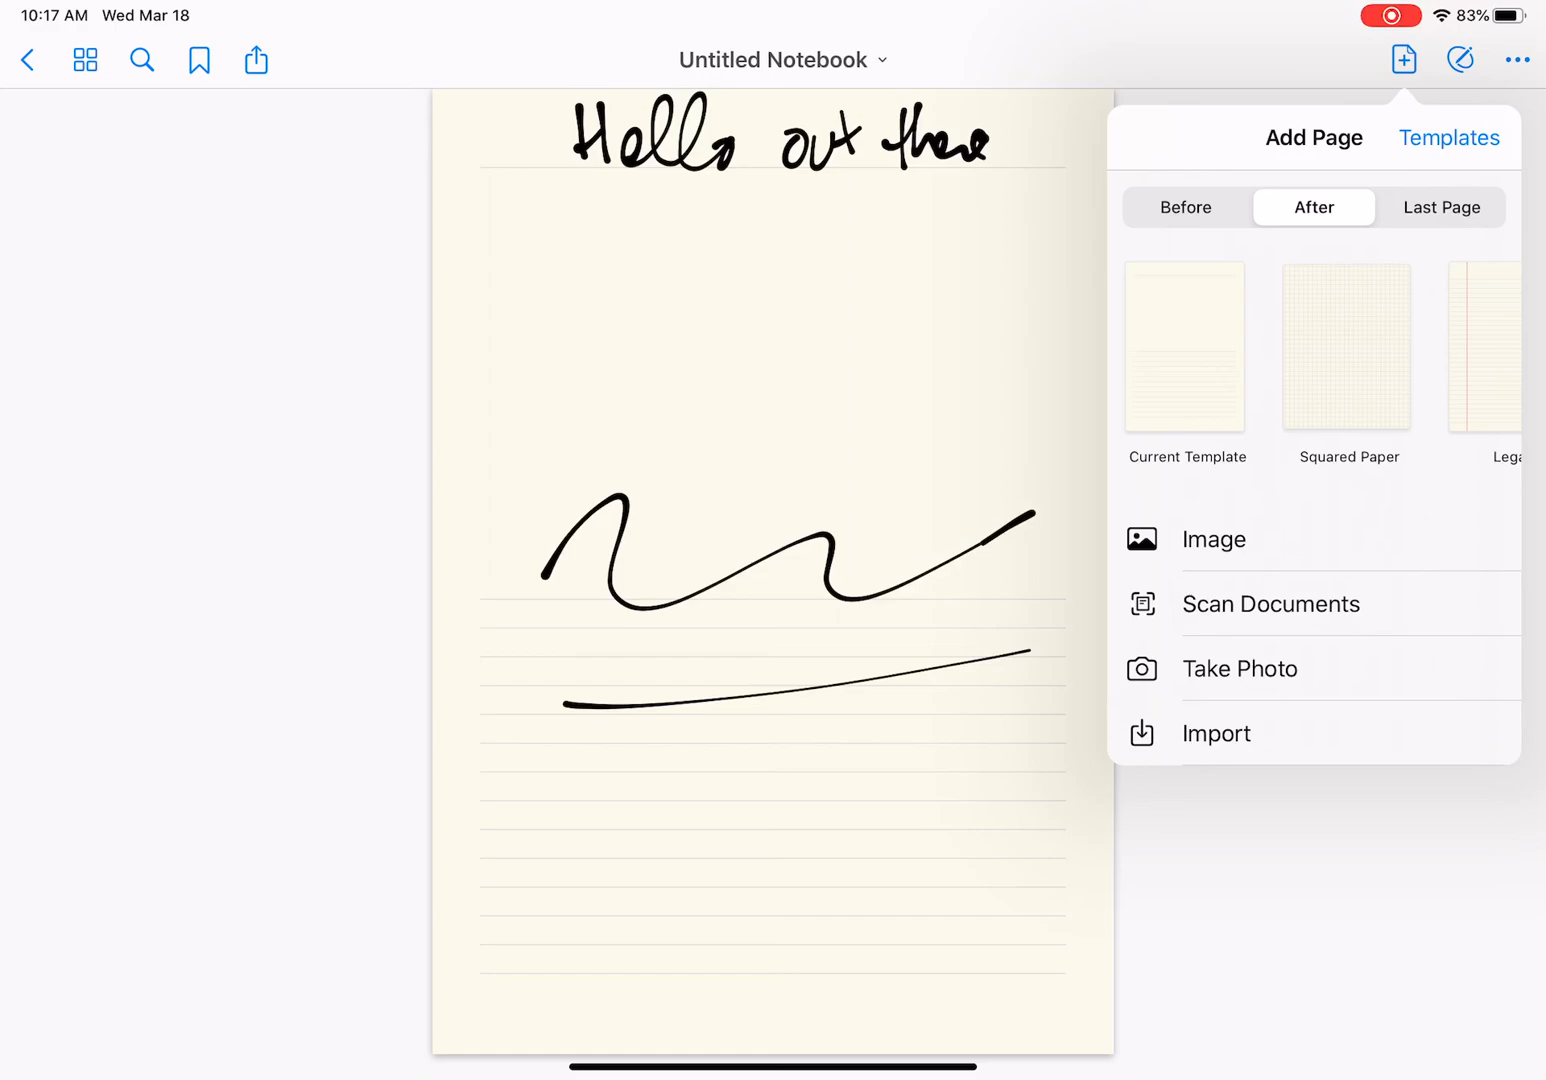 10:17 AM Wed Mar 18 83%
Untitled Notebook
Hello out there
Add Page Templates
Before After Last Page
Current Template Squared Paper Lega
Image
Scan Documents
Take Photo
Import